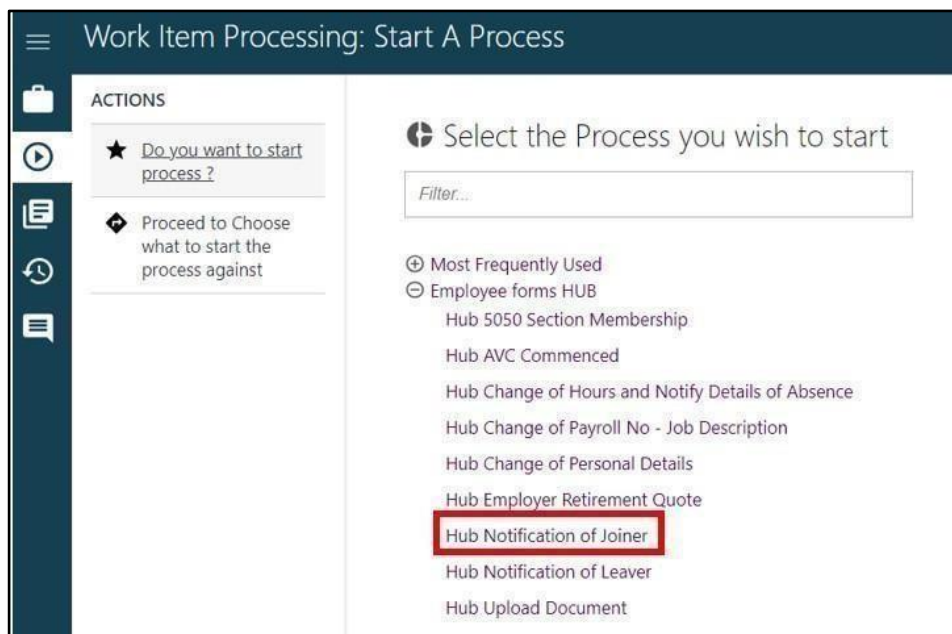 Work Item Processing: Start A Process
ACTIONS
Do you want to start
process ?
Proceed to Choose
what to start the
process against
Select the Process you wish to start
Filter...
Most Frequently Used
Employee forms HUB
Hub 5050 Section Membership
Hub AVC Commenced
Hub Change of Hours and Notify Details of Absence
Hub Change of Payroll No - Job Description
Hub Change of Personal Details
Hub Employer Retirement Quote
Hub Notification of Joiner
Hub Notification of Leaver
Hub Upload Document